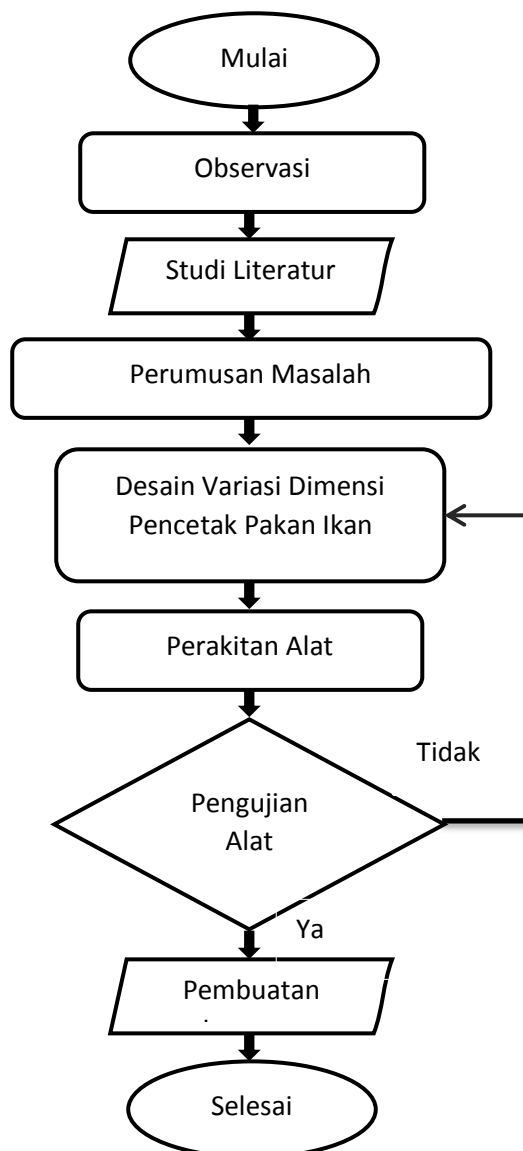 Mulai
Observasi
Studi Literatur
Perumusan Masalah
Desain Variasi Dimensi
Pencetak Pakan Ikan
Perakitan Alat
Tidak
Pengujian
Alat
Ya
Pembuatan
Selesai